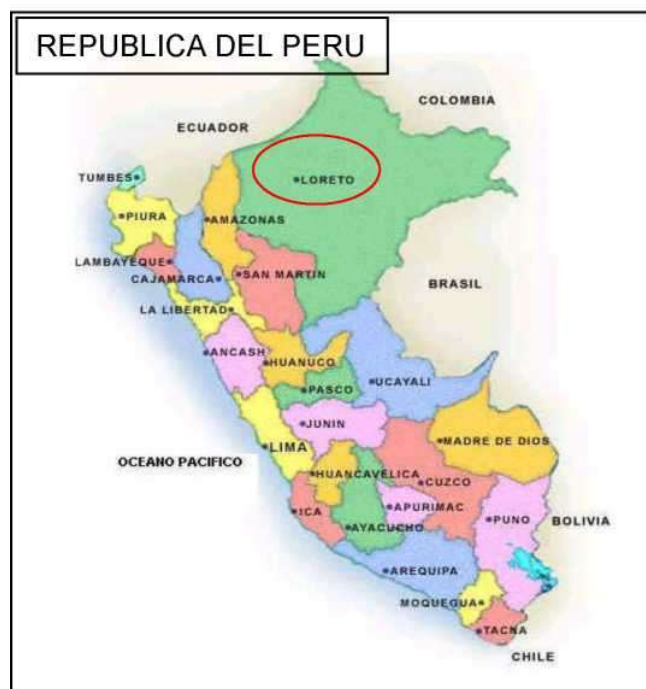 REPUBLICA DEL PERU
COLOMBIA
ECUADOR
LORETO
TUMBES
PIURA
AMAZONAS
LAMBAYEQUE
CAJAMARCA
SAN MARTIN
BRASIL
LA LIBERTAD
ANCASH
HUANUCO
UCAYALI
PASCO
JUNIN
LIMA
MADRE DE DIOS
OCEANO PACIFICO
HUANCAVELICA
CUZCO
ICA
APURIMAC
AYACUCHO
PUNO
BOLIVIA
AREQUIPA
MOQUEGUA
TACNA
CHILE